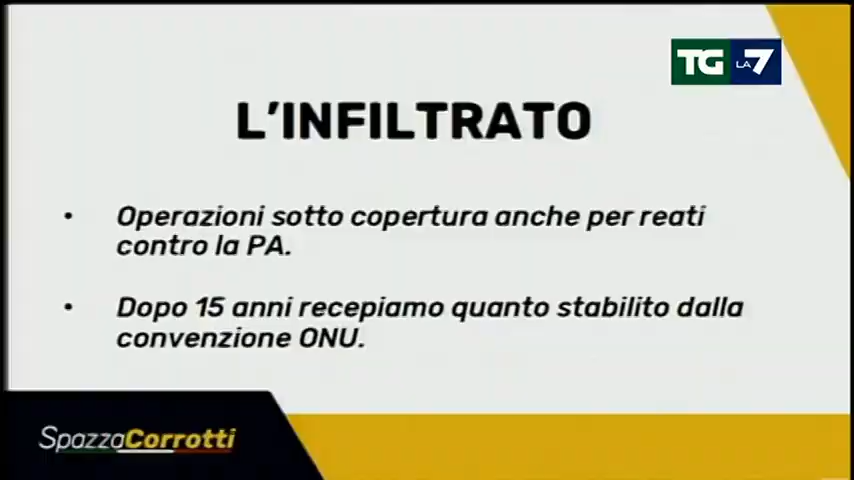 TG LA7
L'INFILTRATO
• Operazioni sotto copertura anche per reati
contro la PA.
• Dopo 15 anni recepiamo quanto stabilito dalla
convenzione ONU.
SpazzaCorrotti